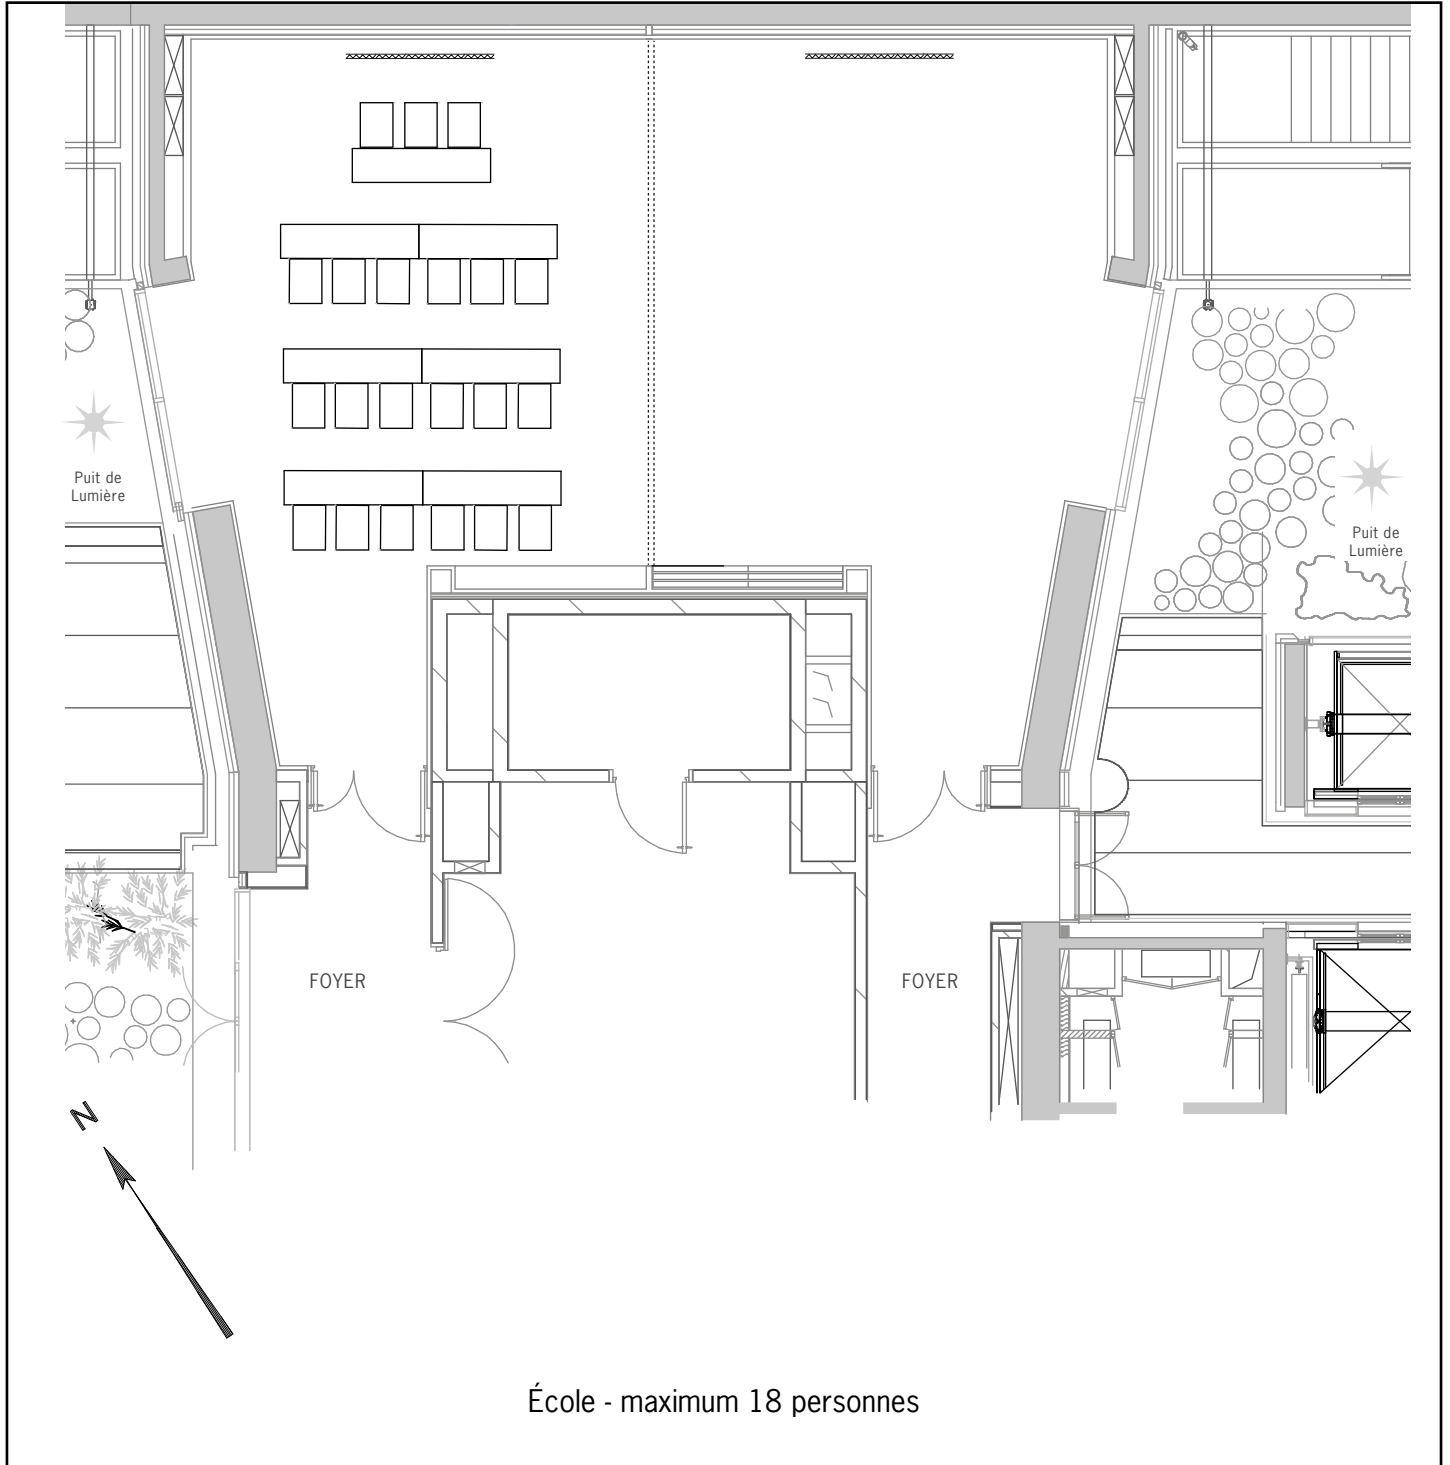 Puit de
Lumière
Puit de
Lumière
FOYER
FOYER
N
École - maximum 18 personnes